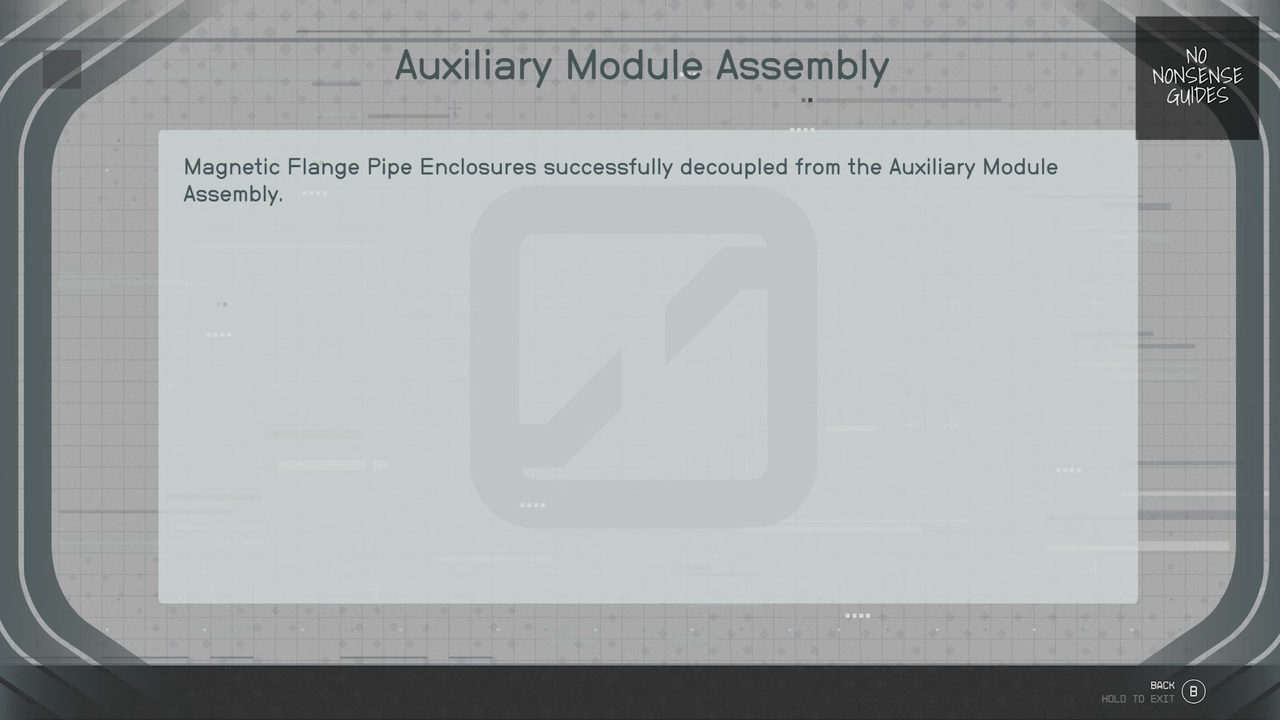 Auxiliary Module Assembly
NO
NONSENSE
GUIDES
Magnetic Flange Pipe Enclosures successfully decoupled from the Auxiliary Module
Assembly.
BACK
HOLD TO EXIT
B